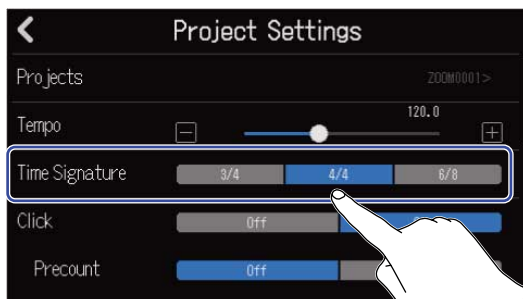 Project Settings
Projects ZOOM0001>
120.0
Tempo
Time Signature 3/4 4/4 6/8
Click Off
Precount Off